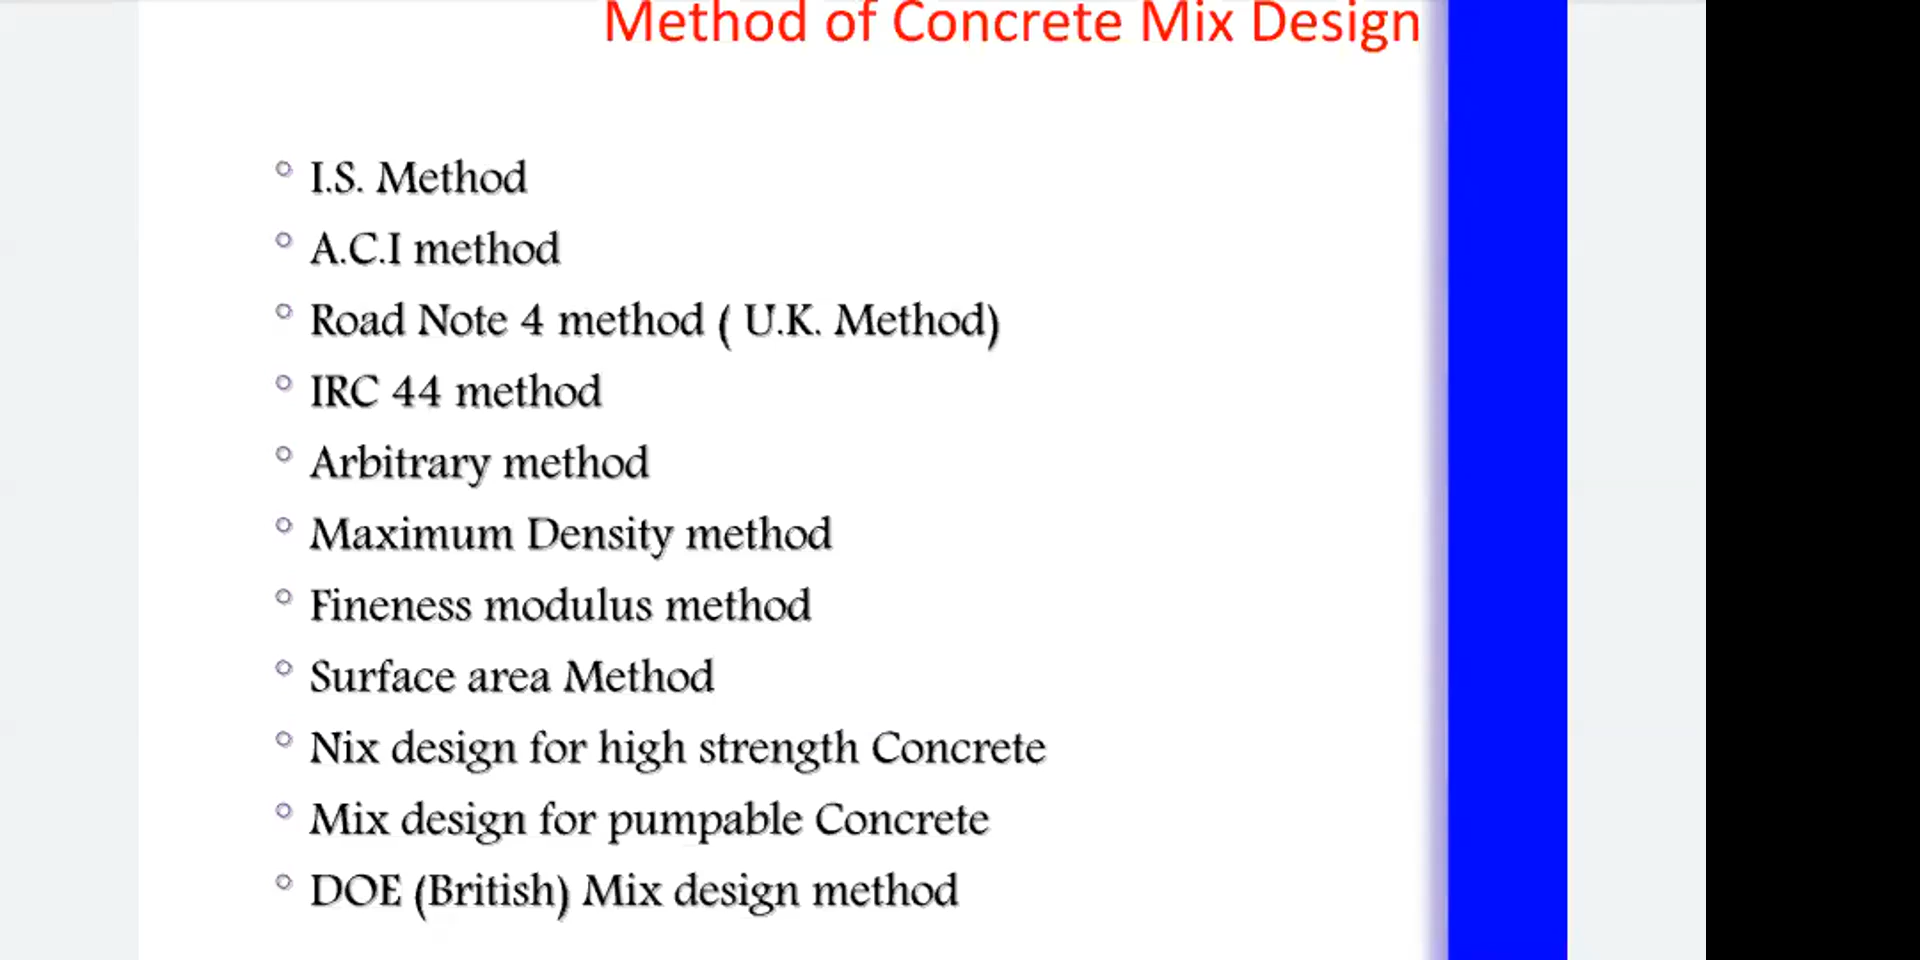 Method of Concrete Mix Design
I.S. Method
A.C.I method
Road Note 4 method ( U.K. Method)
IRC 44 method
Arbitrary method
Maximum Density method
Fineness modulus method
Surface area Method
Nix design for high strength Concrete
Mix design for pumpable Concrete
DOE (British) Mix design method